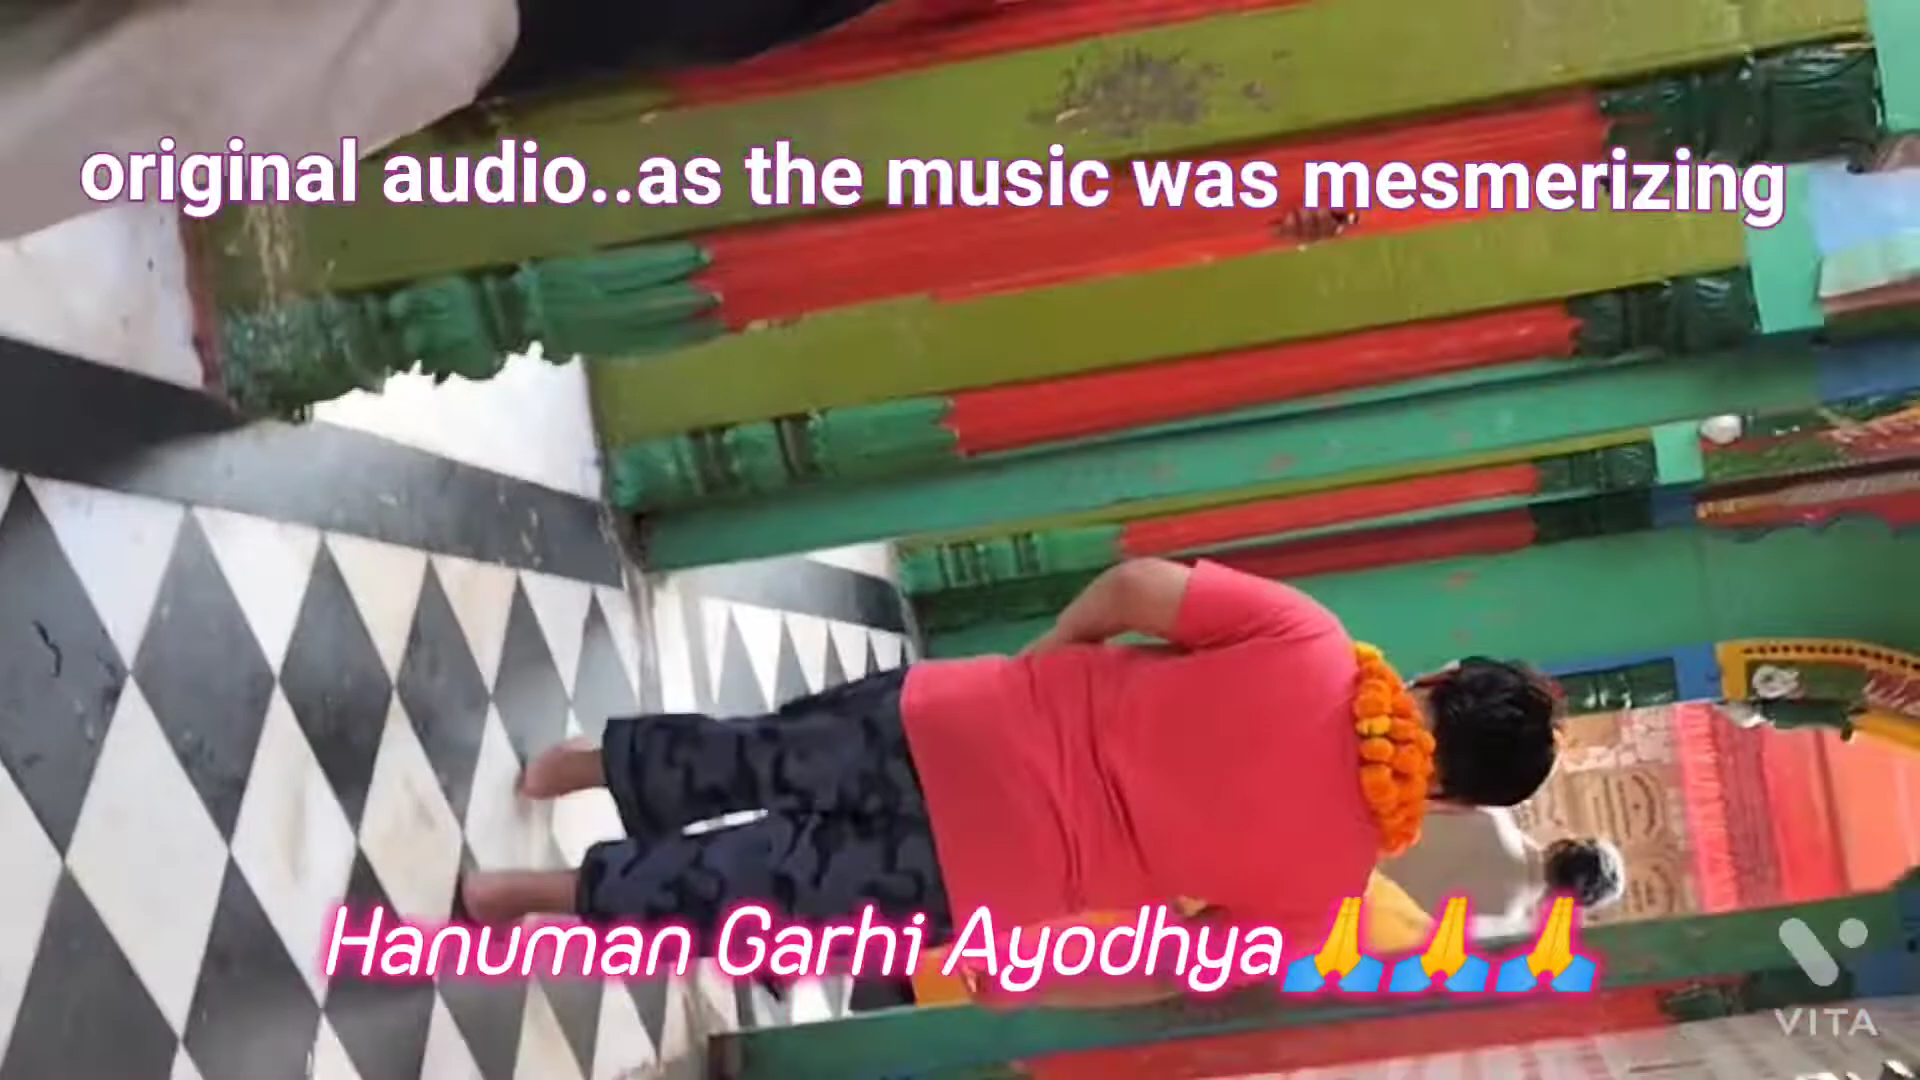 original audio..as the music was mesmerizing
Hanuman Garhi Ayodhya🙏🙏🙏
VITA